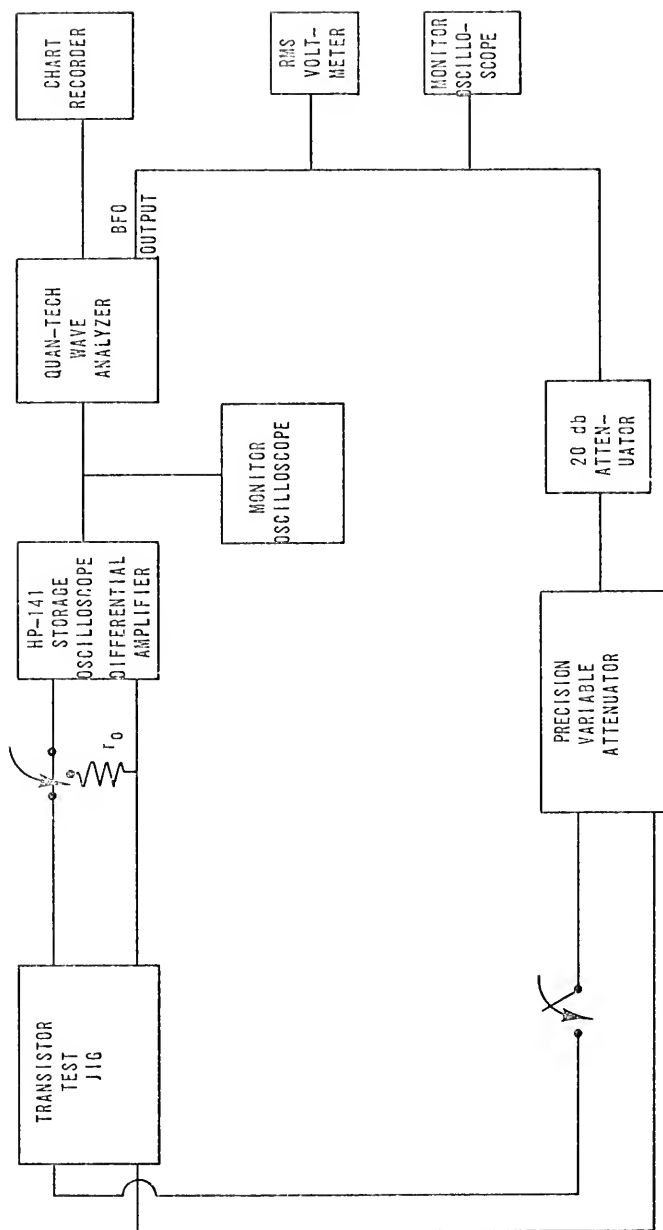 CHART
RECORDER
RMS
VOLT-
METER
MONITOR
OSCILLO-
SCOPE
BFO
OUTPUT
QUAN-TECH
WAVE
ANALYZER
MONITOR
OSCILLOSCOPE
20 db
ATTEN-
UATOR
HP-141
STORAGE
OSCILLOSCOPE
DIFFERENTIAL
AMPLIFIER
r0
PRECISION
VARIABLE
ATTENUATOR
TRANSISTOR
TEST
JIG